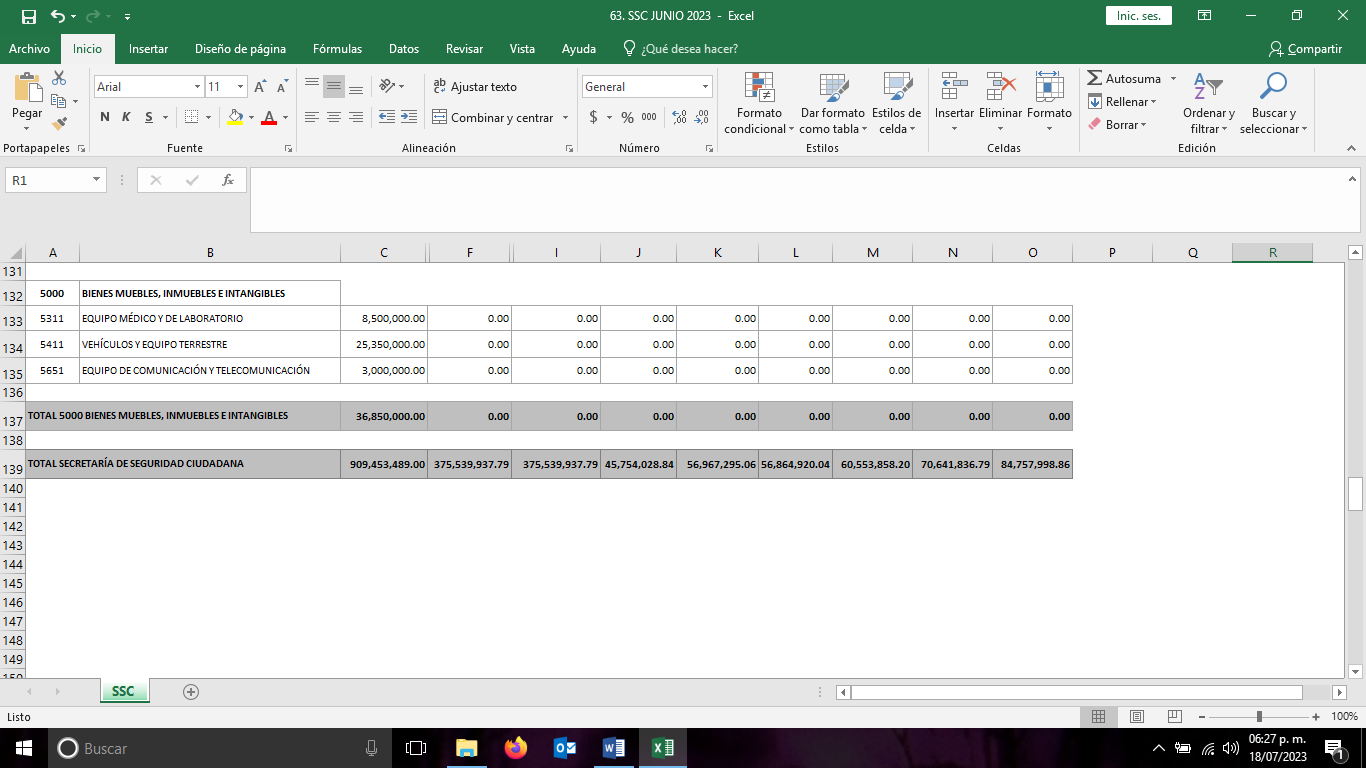 63. SSC JUNIO 2023 - Excel
Inic. ses.
Archivo Inicio Insertar Diseño de página Fórmulas Datos Revisar Vista Ayuda ¿Qué desea hacer? Compartir
Pegar
Portapapeles
Arial 11
N K S
Fuente
Ajustar texto
Combinar y centrar
Alineación
General
$ % 000
Número
Formato condicional
Dar formato como tabla
Estilos de celda
Estilos
Insertar Eliminar Formato
Celdas
Autosuma
Rellenar
Borrar
Ordenar y filtrar
Buscar y seleccionar
Edición
R1 fx
A B C F I J K L M N O P Q R
131
132 5000 BIENES MUEBLES, INMUEBLES E INTANGIBLES
133 5311 EQUIPO MÉDICO Y DE LABORATORIO 8,500,000.00 0.00 0.00 0.00 0.00 0.00 0.00 0.00 0.00
134 5411 VEHÍCULOS Y EQUIPO TERRESTRE 25,350,000.00 0.00 0.00 0.00 0.00 0.00 0.00 0.00 0.00
135 5651 EQUIPO DE COMUNICACIÓN Y TELECOMUNICACIÓN 3,000,000.00 0.00 0.00 0.00 0.00 0.00 0.00 0.00 0.00
136
137 TOTAL 5000 BIENES MUEBLES, INMUEBLES E INTANGIBLES 36,850,000.00 0.00 0.00 0.00 0.00 0.00 0.00 0.00 0.00
138
139 TOTAL SECRETARÍA DE SEGURIDAD CIUDADANA 909,453,489.00 375,539,937.79 375,539,937.79 45,754,028.84 56,967,295.06 56,864,920.04 60,553,858.20 70,641,836.79 84,757,998.86
140
141
142
143
144
145
146
147
148
149
SSC
Listo 100%
Buscar
06:27 p. m.
18/07/2023
1